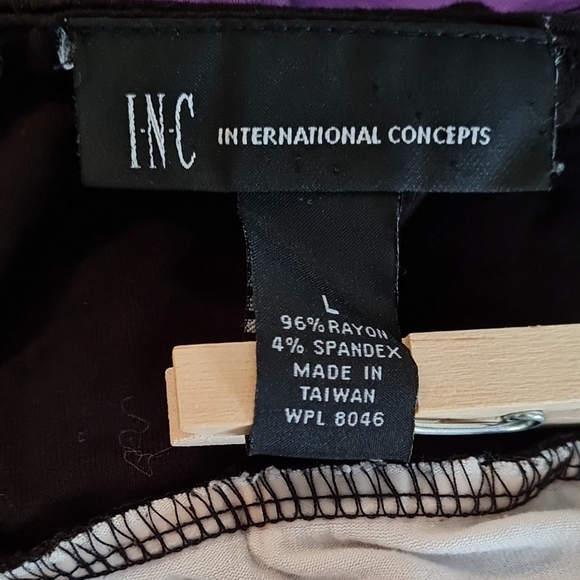 I·N·C INTERNATIONAL CONCEPTS
L
96% RAYON
4% SPANDEX
MADE IN
TAIWAN
WPL 8046